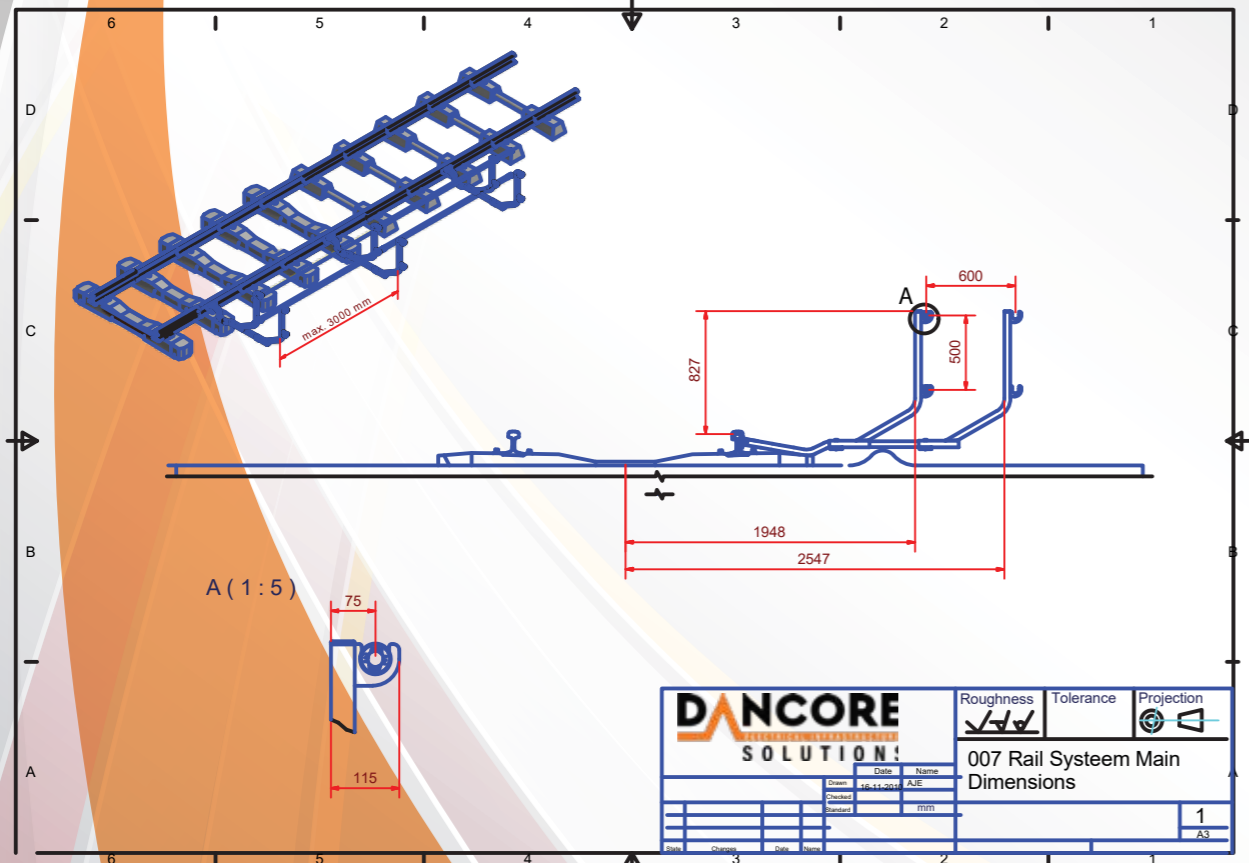 6 5 4 3 2 1
D D
max. 3000 mm
600
A
C C
827
500
1948
B B
2547
A ( 1 : 5 )
75
115
A A
DANCORE
ELECTRICAL INFRASTRUCTURE
SOLUTIONS
Roughness Tolerance Projection
007 Rail Systeem Main
Dimensions
Date Name
Drawn AJE
Checked
Standard mm
1
A3
State Changes Date Name
6 5 4 3 2